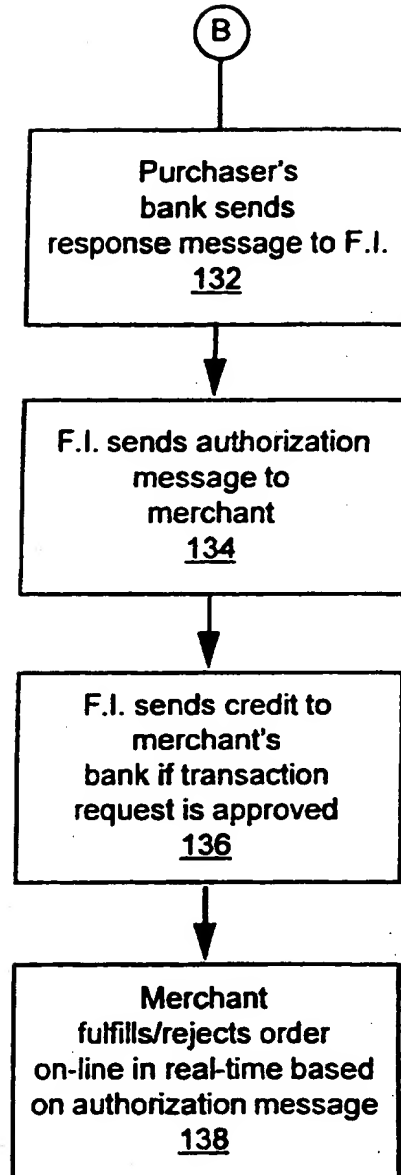 B
Purchaser's
bank sends
response message to F.I.
132
F.I. sends authorization
message to
merchant
134
F.I. sends credit to
merchant's
bank if transaction
request is approved
136
Merchant
fulfills/rejects order
on-line in real-time based
on authorization message
138